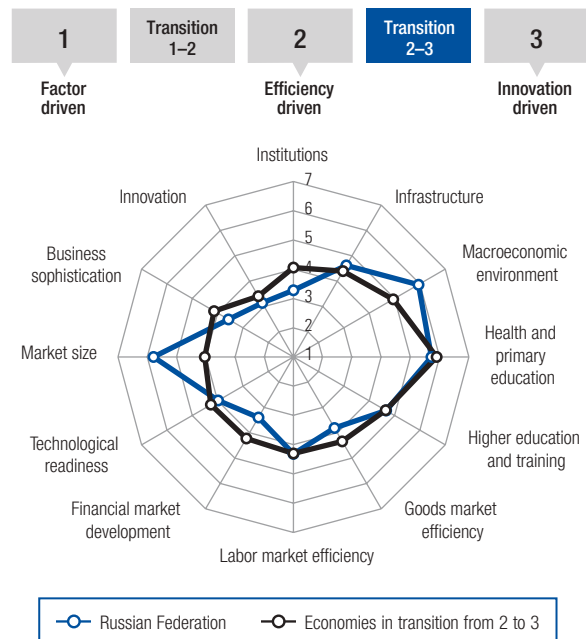 1
Transition
1–2
2
Transition
2–3
3
Factor
driven
Efficiency
driven
Innovation
driven
Institutions
7
6
5
4
3
2
1
Infrastructure
Macroeconomic
environment
Health and
primary
education
Higher education
and training
Goods market
efficiency
Labor market efficiency
Financial market
development
Technological
readiness
Market size
Business
sophistication
Innovation
Russian Federation
Economies in transition from 2 to 3